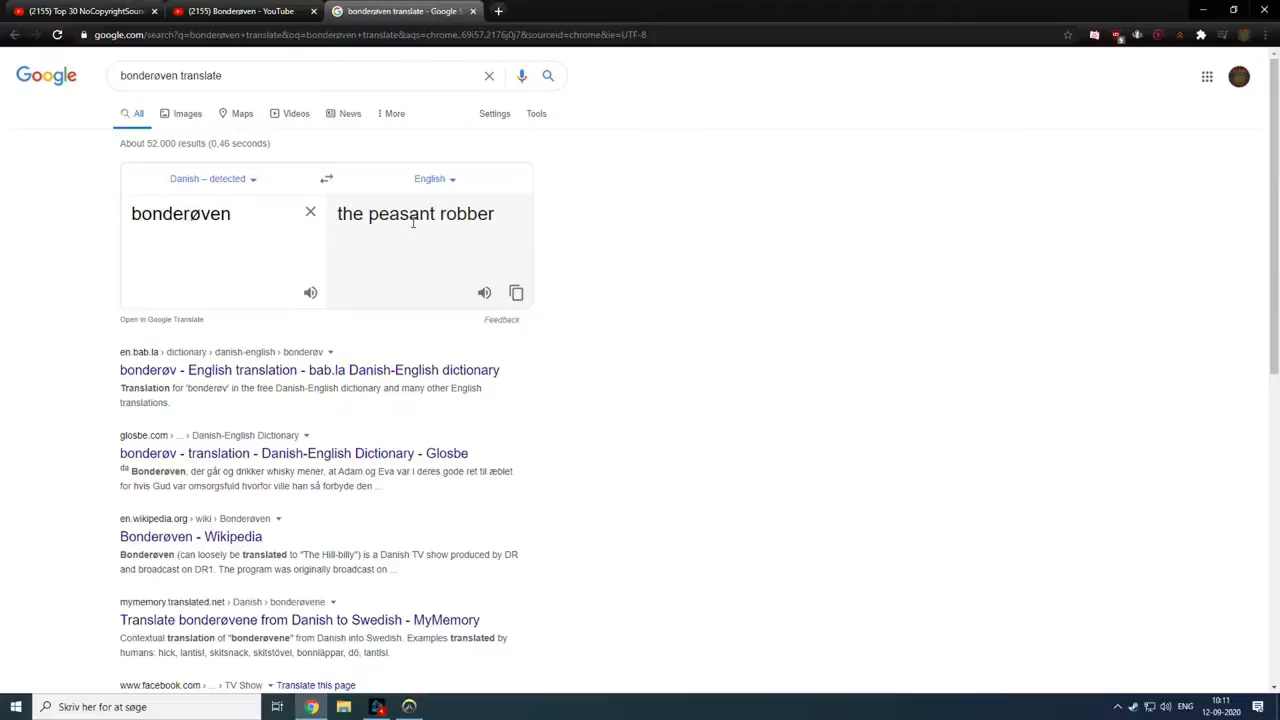 (2155) Top 30 NoCopyrightSoun
(2155) Bonderøven - YouTube
bonderøven translate - Google S
google.com/search?q=bonderøven+translate&oq=bonderøven+translate&aqs=chrome..69i57.2176j0j7&sourceid=chrome&ie=UTF-8
Google
bonderøven translate
All Images Maps Videos News More Settings Tools
About 52.000 results (0,46 seconds)
Danish – detected English
bonderøven the peasant robber
Open in Google Translate Feedback
en.bab.la › dictionary › danish-english › bonderøv
bonderøv - English translation - bab.la Danish-English dictionary
Translation for 'bonderøv' in the free Danish-English dictionary and many other English
translations.
glosbe.com › ... › Danish-English Dictionary
bonderøv - translation - Danish-English Dictionary - Glosbe
da Bonderøven, der går og drikker whisky mener, at Adam og Eva var i deres gode ret til æblet
for hvis Gud var omsorgsfuld hvorfor ville han så forbyde den ...
en.wikipedia.org › wiki › Bonderøven
Bonderøven - Wikipedia
Bonderøven (can loosely be translated to "The Hill-billy") is a Danish TV show produced by DR
and broadcast on DR1. The program was originally broadcast on ...
mymemory.translated.net › Danish › bonderøvene
Translate bonderøvene from Danish to Swedish - MyMemory
Contextual translation of "bonderøvene" from Danish into Swedish. Examples translated by
humans: hick, lantis!, skitsnack, skitstövel, bonnläppar, dö, lantlsl.
www.facebook.com › ... › TV Show Translate this page
Skriv her for at søge
ENG
10:11
12-09-2020